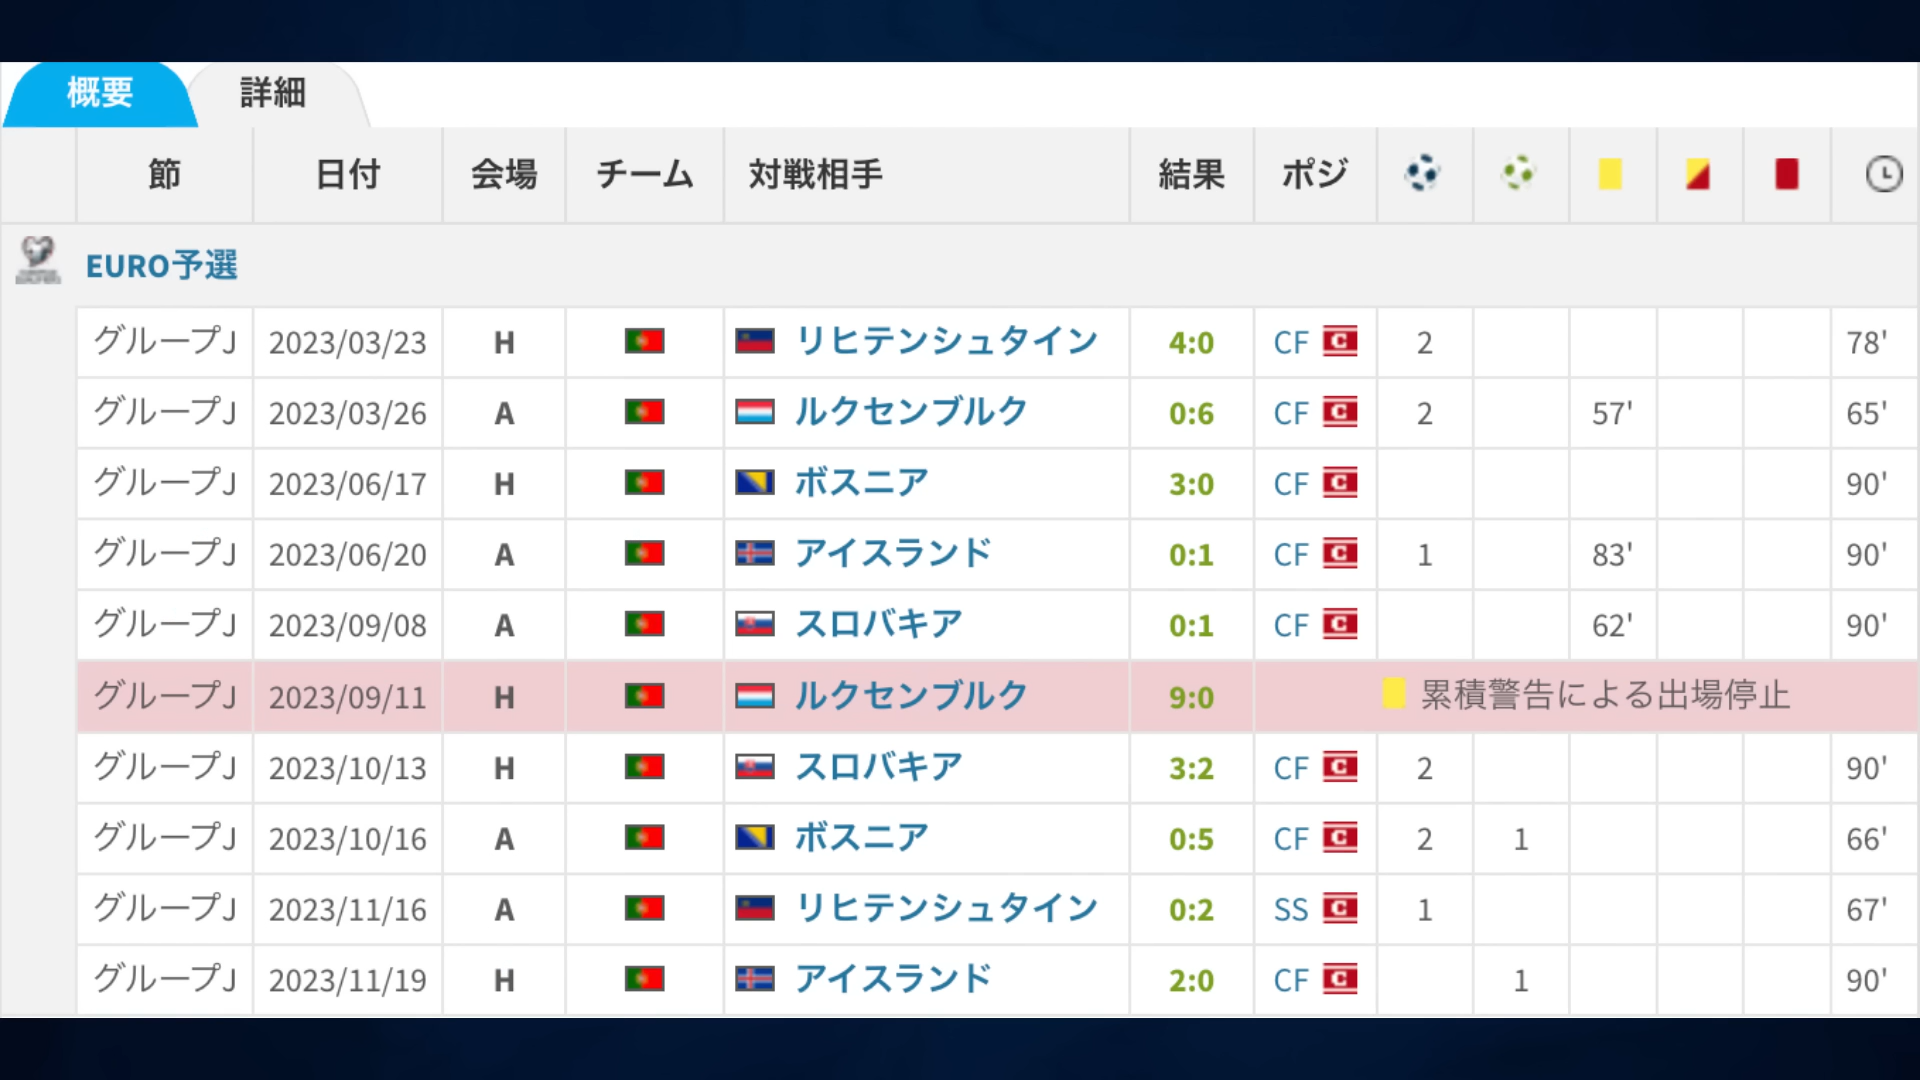 概要 詳細
節 日付 会場 チーム 対戦相手 結果 ポジ
EURO予選
グループJ 2023/03/23 H リヒテンシュタイン 4:0 CF C 2 78'
グループJ 2023/03/26 A ルクセンブルク 0:6 CF C 2 57' 65'
グループJ 2023/06/17 H ボスニア 3:0 CF C 90'
グループJ 2023/06/20 A アイスランド 0:1 CF C 1 83' 90'
グループJ 2023/09/08 A スロバキア 0:1 CF C 62' 90'
グループJ 2023/09/11 H ルクセンブルク 9:0 累積警告による出場停止
グループJ 2023/10/13 H スロバキア 3:2 CF C 2 90'
グループJ 2023/10/16 A ボスニア 0:5 CF C 2 1 66'
グループJ 2023/11/16 A リヒテンシュタイン 0:2 SS C 1 67'
グループJ 2023/11/19 H アイスランド 2:0 CF C 1 90'